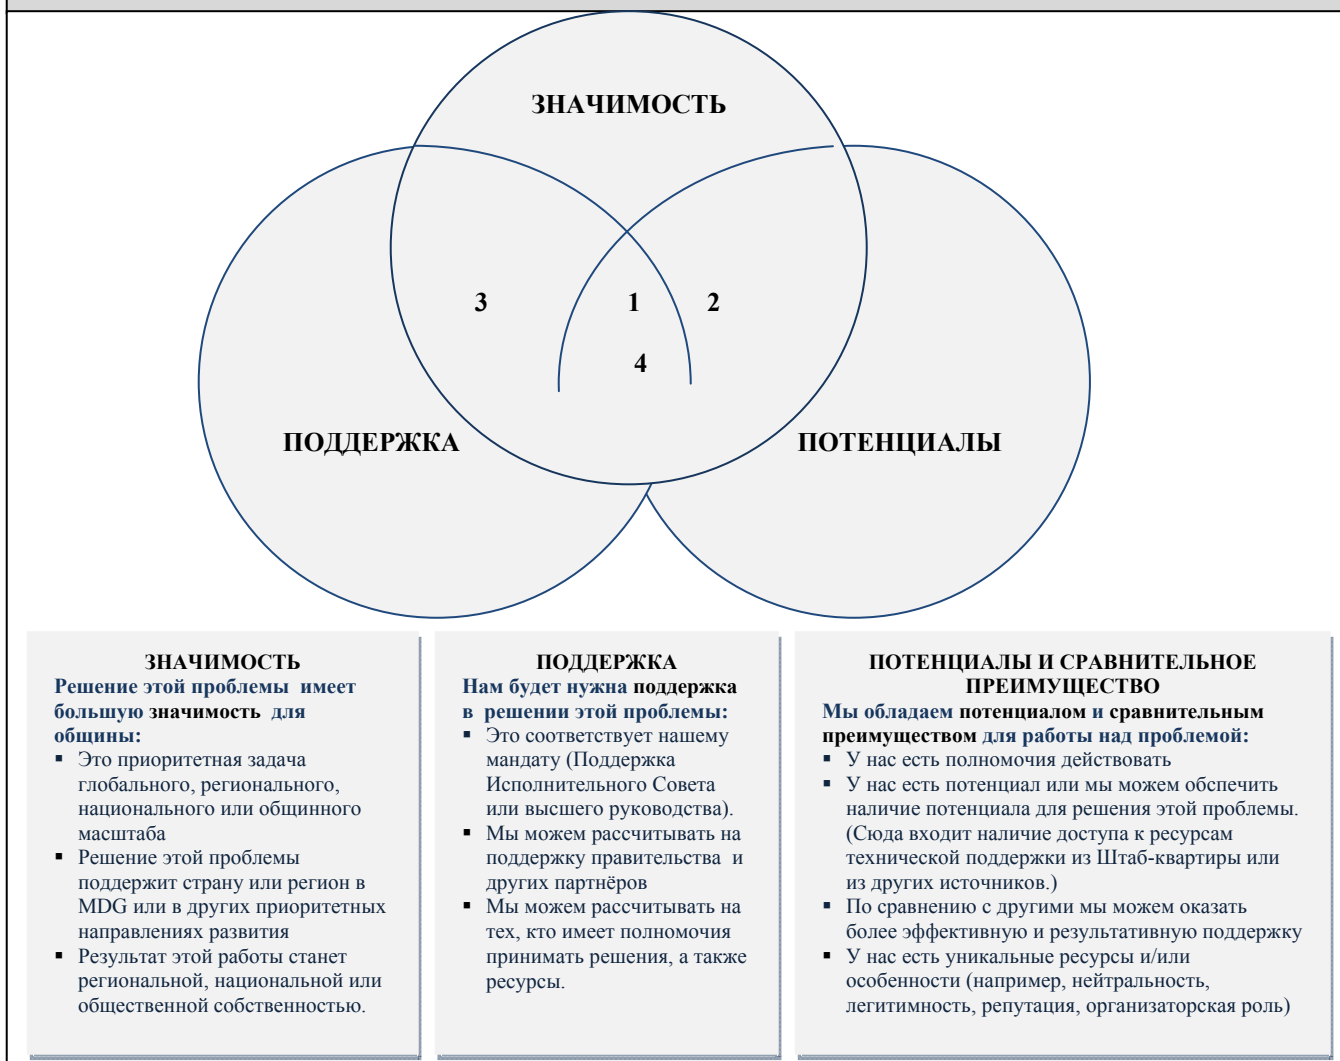 ЗНАЧИМОСТЬ
3
1
2
4
ПОДДЕРЖКА
ПОТЕНЦИАЛЫ
ЗНАЧИМОСТЬ
Решение этой проблемы имеет
большую значимость для
общины:
▪ Это приоритетная задача
глобального, регионального,
национального или общинного
масштаба
▪ Решение этой проблемы
поддержит страну или регион в
MDG или в других приоритетных
направлениях развития
▪ Результат этой работы станет
региональной, национальной или
общественной собственностью.
ПОДДЕРЖКА
Нам будет нужна поддержка
в решении этой проблемы:
▪ Это соответствует нашему
мандату (Поддержка
Исполнительного Совета
или высшего руководства).
▪ Мы можем рассчитывать на
поддержку правительства и
других партнёров
▪ Мы можем рассчитывать на
тех, кто имеет полномочия
принимать решения, а также
ресурсы.
ПОТЕНЦИАЛЫ И СРАВНИТЕЛЬНОЕ
ПРЕИМУЩЕСТВО
Мы обладаем потенциалом и сравнительным
преимуществом для работы над проблемой:
▪ У нас есть полномочия действовать
▪ У нас есть потенциал или мы можем обспечить
наличие потенциала для решения этой проблемы.
(Сюда входит наличие доступа к ресурсам
технической поддержки из Штаб-квартиры или
из других источников.)
▪ По сравнению с другими мы можем оказать
более эффективную и результативную поддержку
▪ У нас есть уникальные ресурсы и/или
особенности (например, нейтральность,
легитимность, репутация, организаторская роль)